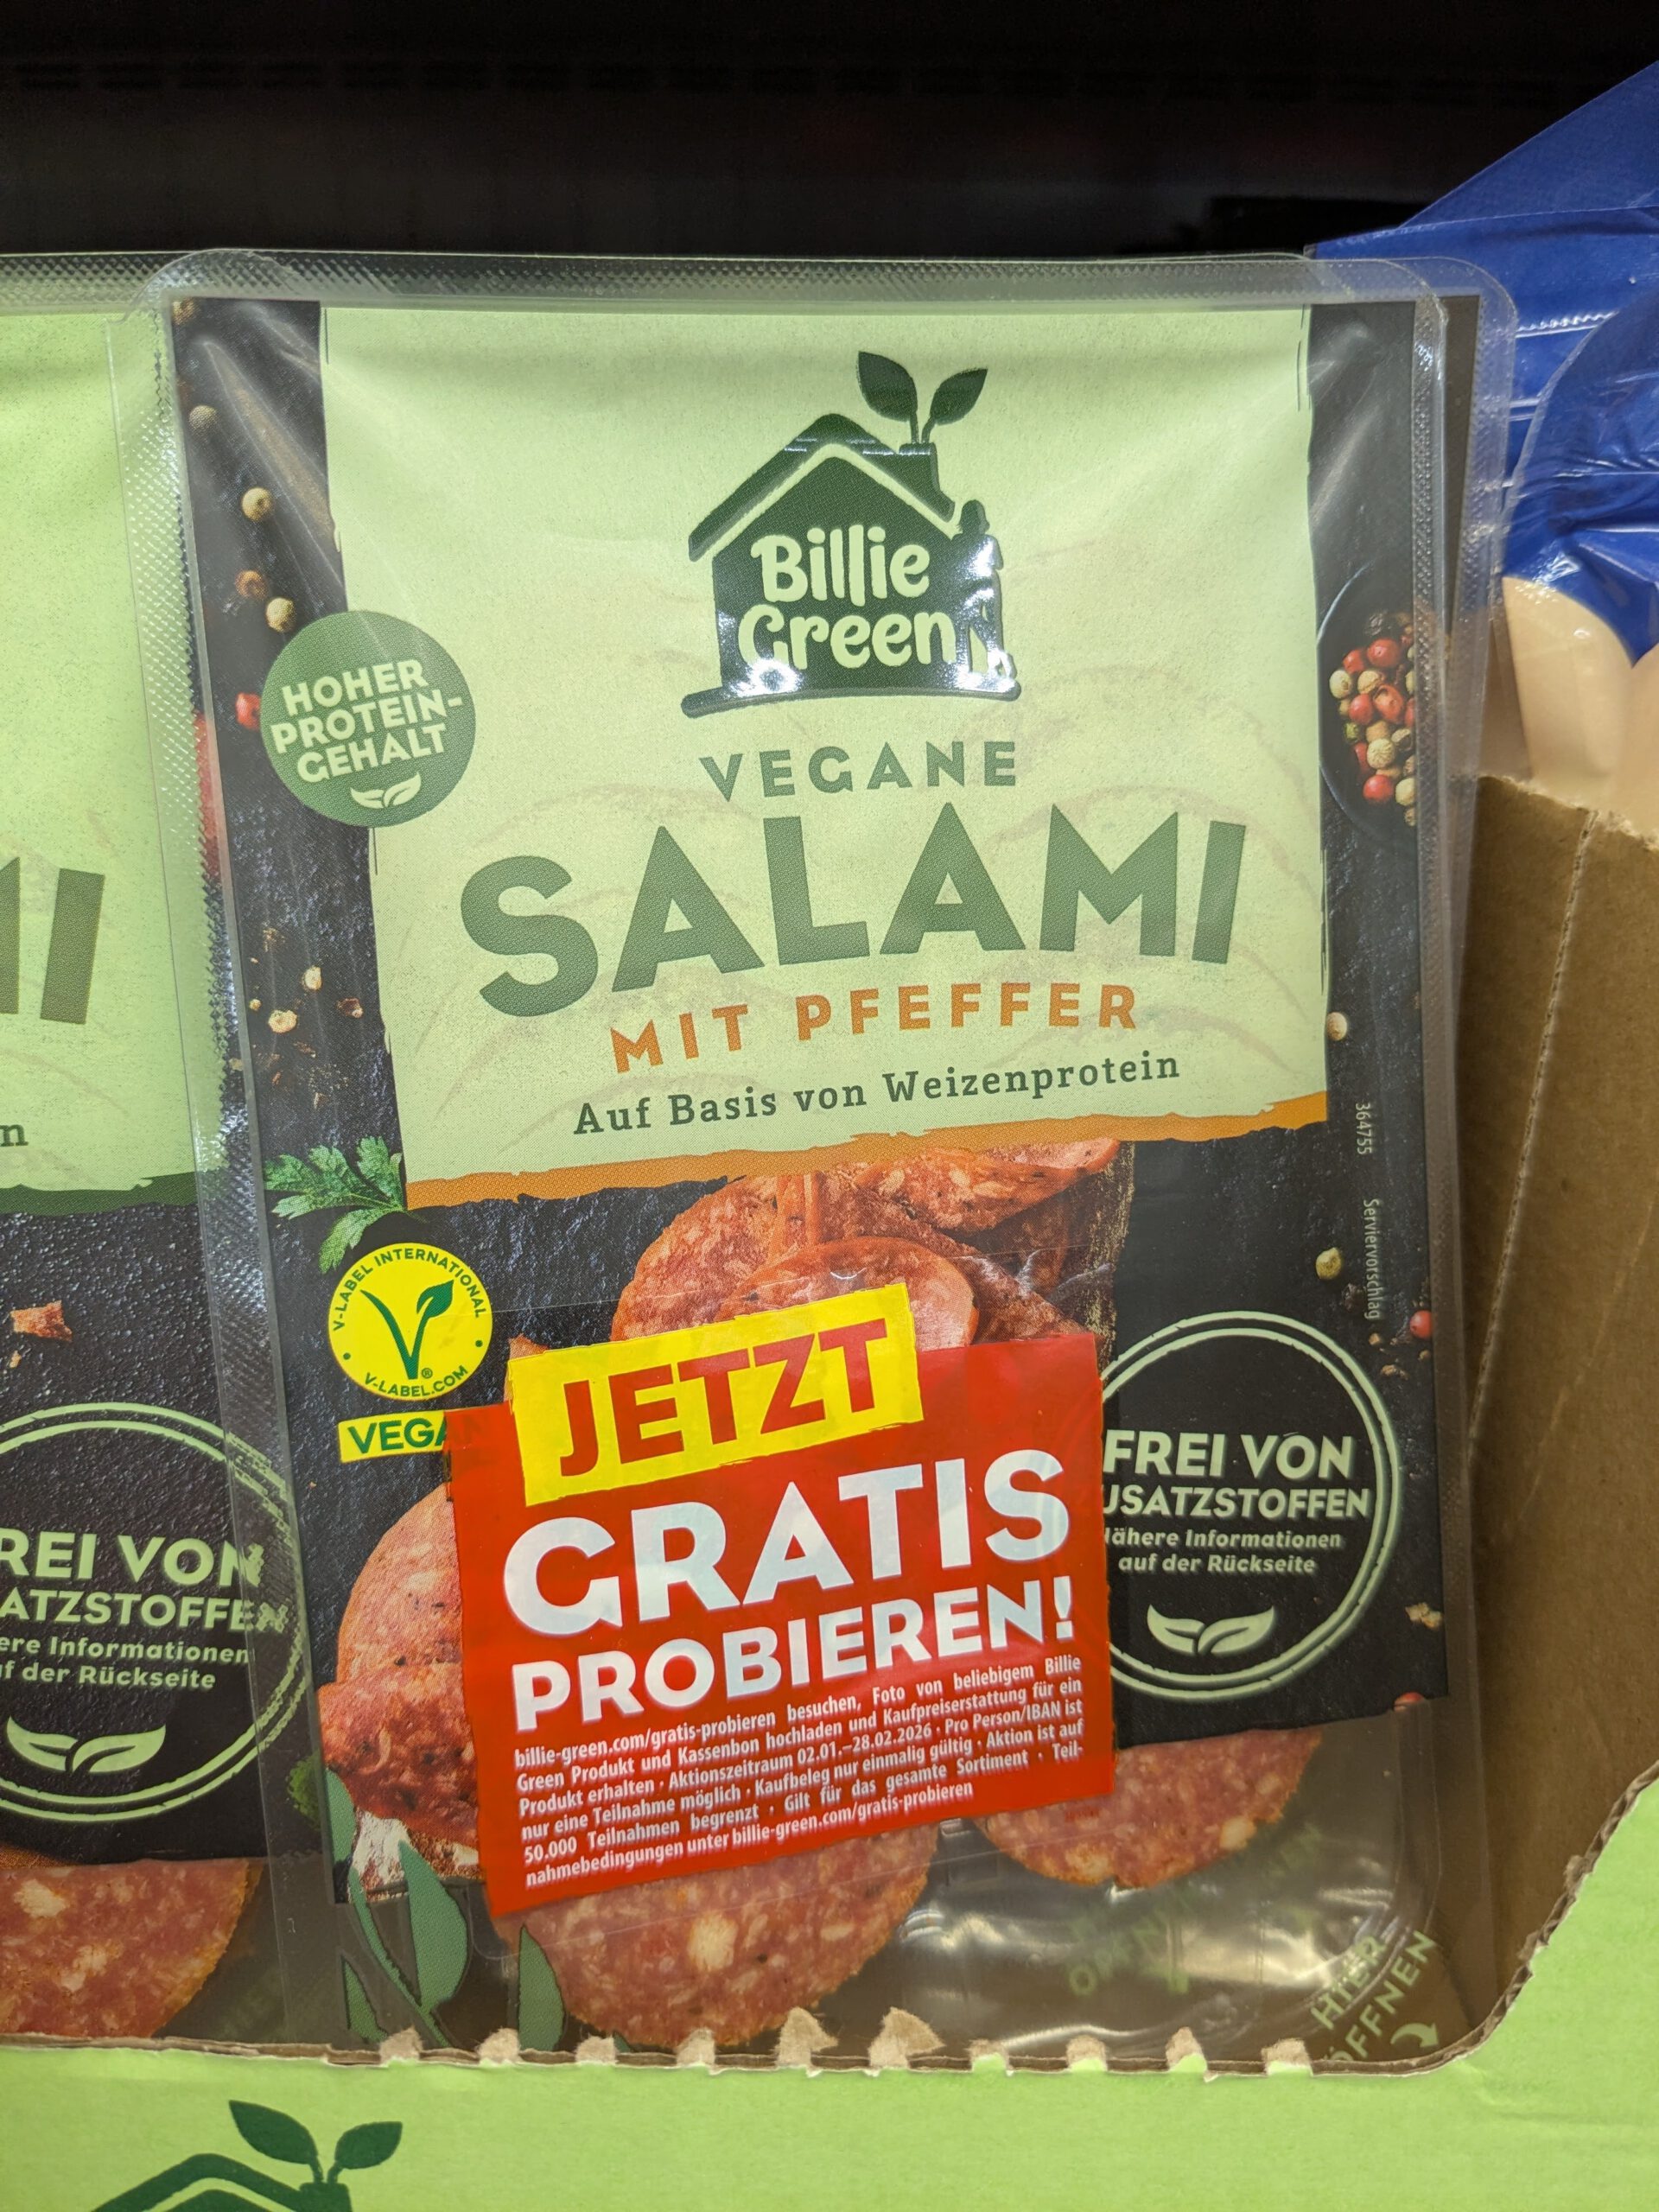 Billie
Green
HOHER
PROTEIN-
GEHALT
VEGANE
SALAMI
MIT PFEFFER
Auf Basis von Weizenprotein
364755
Serviervorschlag
V-LABEL INTERNATIONAL
V-LABEL.COM
VEGA
JETZT
GRATIS
PROBIEREN!
billie-green.com/gratis-probieren besuchen, Foto von beliebigem Billie
Green Produkt und Kassenbon hochladen und Kaufpreiserstattung für ein
Produkt erhalten · Aktionszeitraum 02.01.–28.02.2026 · Pro Person/IBAN ist
nur eine Teilnahme möglich · Kaufbeleg nur einmalig gültig · Aktion ist auf
50.000 Teilnahmen begrenzt · Gilt für das gesamte Sortiment · Teil-
nahmebedingungen unter billie-green.com/gratis-probieren
FREI VON
USATZSTOFFEN
ähere Informationen
auf der Rückseite
HIER
ÖFFNEN
MI
n
REI VON
ATZSTOFFEN
ere Informationen
f der Rückseite